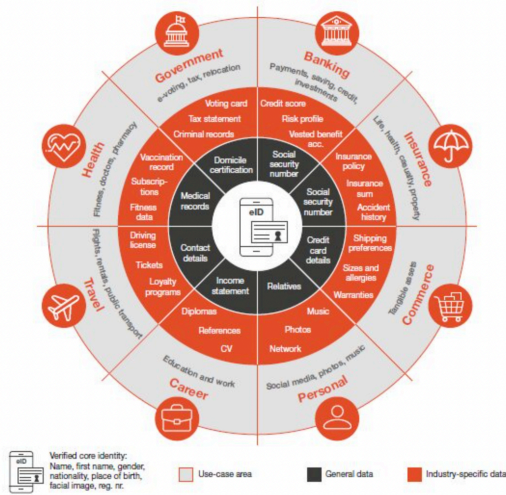 Government
e-voting, tax, relocation
Banking
Payments, saving, credit,
investments
Insurance
Life, health, casualty, property
Commerce
Tangible assets
Personal
Social media, photos, music
Career
Education and work
Travel
Flights, rentals, public transport
Health
Fitness, doctors, pharmacy
Voting card
Tax statement
Criminal records
Credit score
Risk profile
Vested benefit
acc.
Insurance
policy
Insurance
sum
Accident
history
Shipping
preferences
Sizes and
allergies
Warranties
Music
Photos
Network
Diplomas
References
CV
Driving
license
Tickets
Loyalty
programs
Vaccination
record
Subscrip-
tions
Fitness
data
Domicile
certification
Social
security
number
Social
security
number
Credit
card
details
Relatives
Income
statement
Contact
details
Medical
records
eID
eID
Verified core identity:
Name, first name, gender,
nationality, place of birth,
facial image, reg. nr.
Use-case area
General data
Industry-specific data